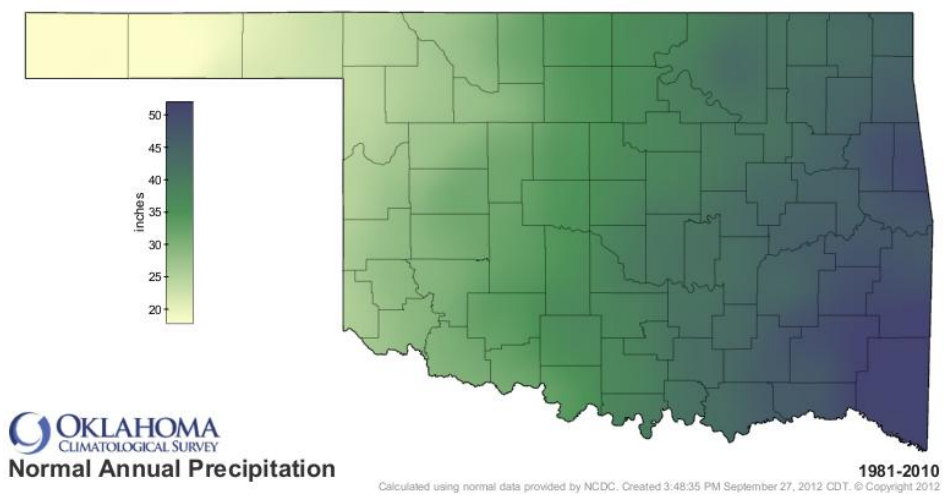 50
45
40
35
30
25
20
inches
OKLAHOMA
CLIMATOLOGICAL SURVEY
Normal Annual Precipitation
1981-2010
Calculated using normal data provided by NCDC. Created 3:48:35 PM September 27, 2012 CDT. © Copyright 2012